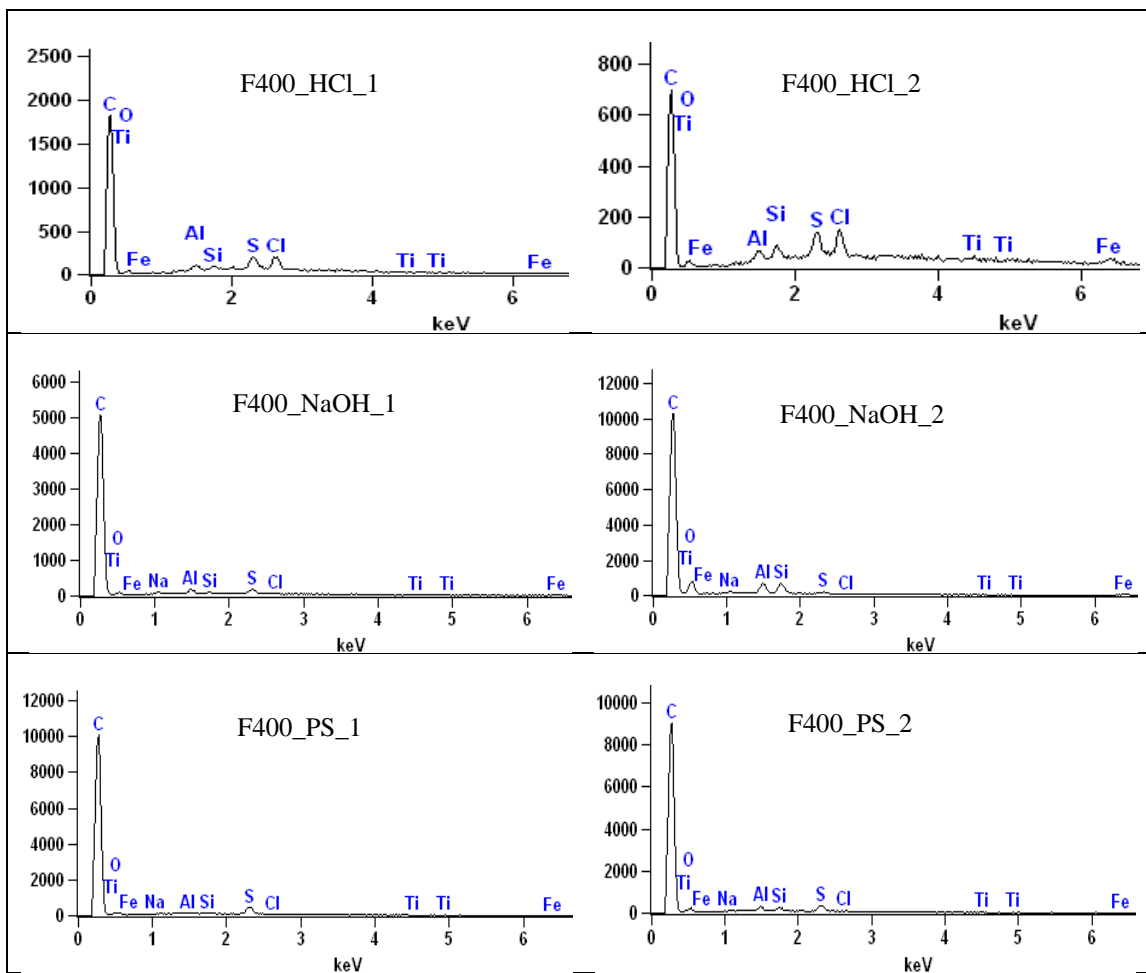 F400_HCl_1
2500
2000
1500
1000
500
0
C
O
Ti
Fe
Al
Si
S
Cl
Ti
Ti
Fe
0
2
4
6
keV
F400_HCl_2
800
600
400
200
0
C
O
Ti
Fe
Al
Si
S
Cl
Ti
Ti
Fe
0
2
4
6
keV
F400_NaOH_1
6000
5000
4000
3000
2000
1000
0
C
O
Ti
Fe
Na
Al
Si
S
Cl
Ti
Ti
Fe
0
1
2
3
4
5
6
keV
F400_NaOH_2
12000
10000
8000
6000
4000
2000
0
C
O
Ti
Fe
Na
Al
Si
S
Cl
Ti
Ti
Fe
0
1
2
3
4
5
6
keV
F400_PS_1
12000
10000
8000
6000
4000
2000
0
C
O
Ti
Fe
Na
Al
Si
S
Cl
Ti
Ti
Fe
0
1
2
3
4
5
6
keV
F400_PS_2
10000
8000
6000
4000
2000
0
C
O
Ti
Fe
Na
Al
Si
S
Cl
Ti
Ti
Fe
0
1
2
3
4
5
6
keV